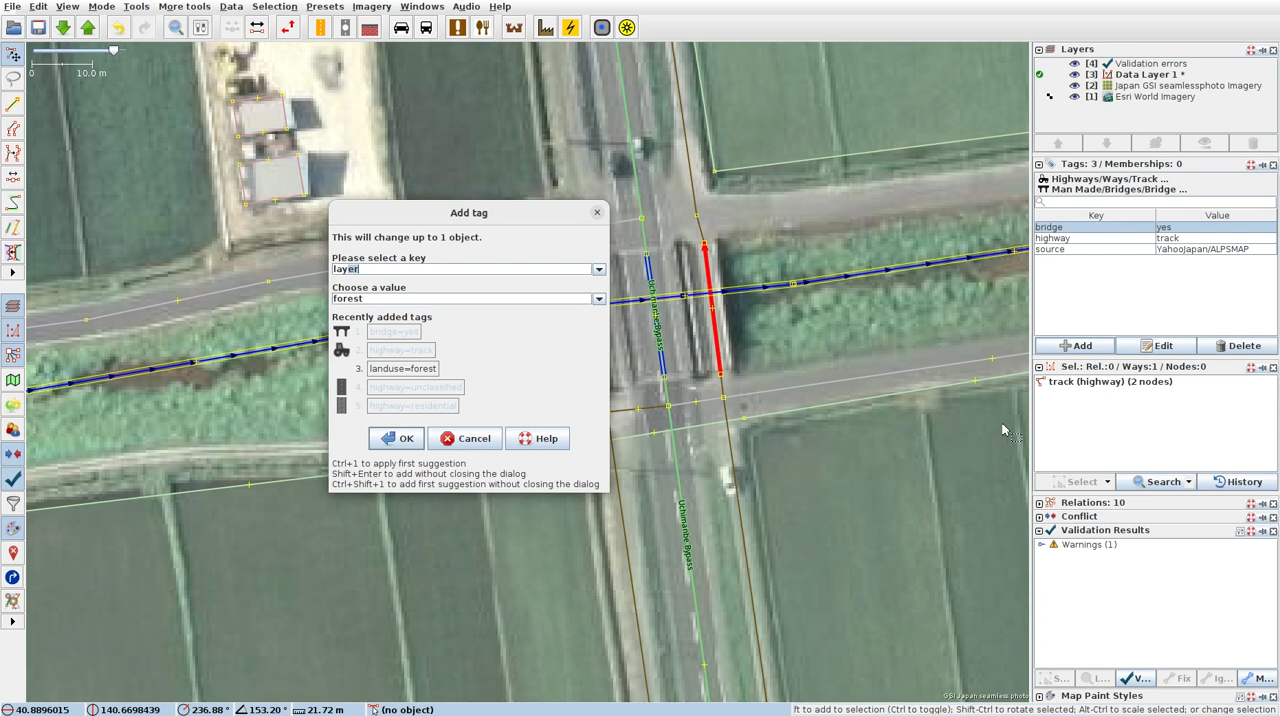 File Edit View Mode Tools More tools Data Selection Presets Imagery Windows Audio Help
0 10.0 m
Layers
[4] Validation errors
[3] Data Layer 1 *
[2] Japan GSI seamlessphoto Imagery
[1] Esri World Imagery
Tags: 3 / Memberships: 0
Highways/Ways/Track ...
Man Made/Bridges/Bridge ...
Key Value
bridge yes
highway track
source YahooJapan/ALPSMAP
Add Edit Delete
Sel.: Rel.:0 / Ways:1 / Nodes:0
track (highway) (2 nodes)
Select Search History
Relations: 10
Conflict
Validation Results
Warnings (1)
S... L... V... Fix Ig... M...
Map Paint Styles
Add tag
This will change up to 1 object.
Please select a key
layer
Choose a value
forest
Recently added tags
1. bridge=yes
2. highway=track
3. landuse=forest
4. highway=unclassified
5. highway=residential
OK Cancel Help
Ctrl+1 to apply first suggestion
Shift+Enter to add without closing the dialog
Ctrl+Shift+1 to add first suggestion without closing the dialog
Uchimanbe Bypass
Uchimanbe Bypass
GSI Japan seamless photo
40.8896015 140.6698439 236.88 ° 153.20 ° 21.72 m (no object) ft to add to selection (Ctrl to toggle); Shift-Ctrl to rotate selected; Alt-Ctrl to scale selected; or change selection